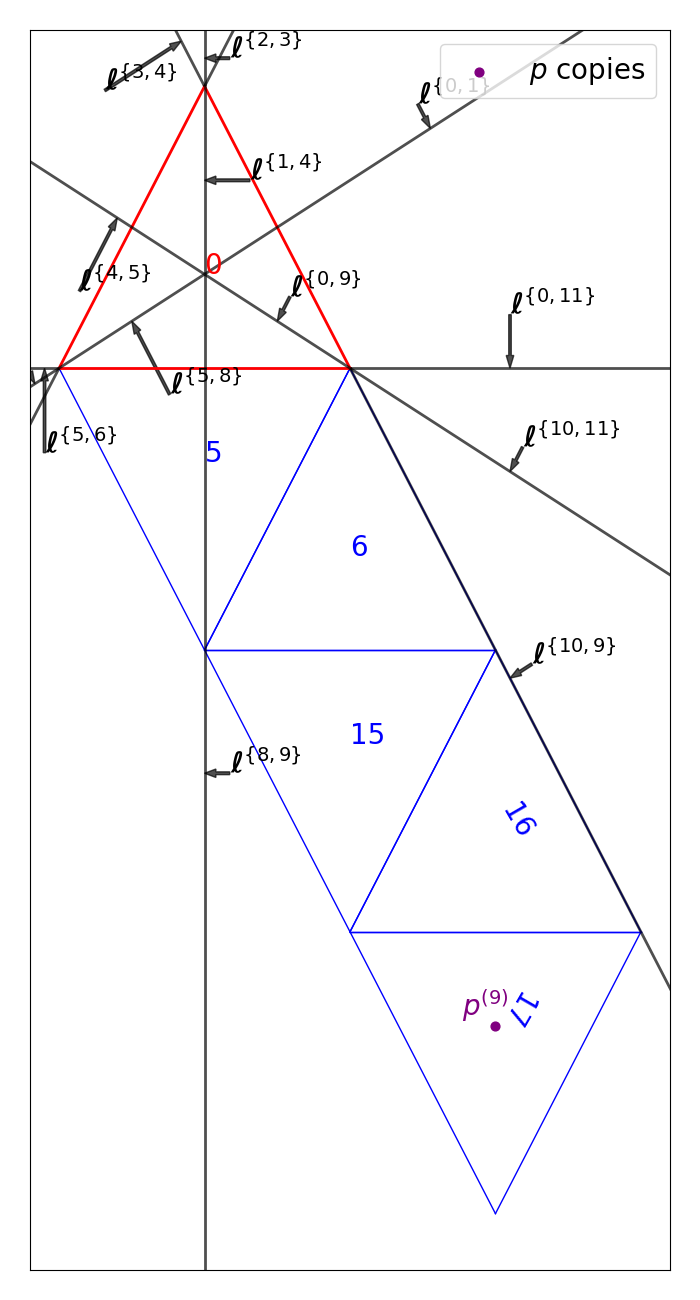 ℓ^{2, 3}
ℓ^{3, 4}
p copies
ℓ^{0, 1}
ℓ^{1, 4}
0
ℓ^{4, 5}
ℓ^{0, 9}
ℓ^{0, 11}
ℓ^{5, 8}
ℓ^{5, 6}
ℓ^{10, 11}
5
6
ℓ^{10, 9}
15
ℓ^{8, 9}
16
p^(9)
17